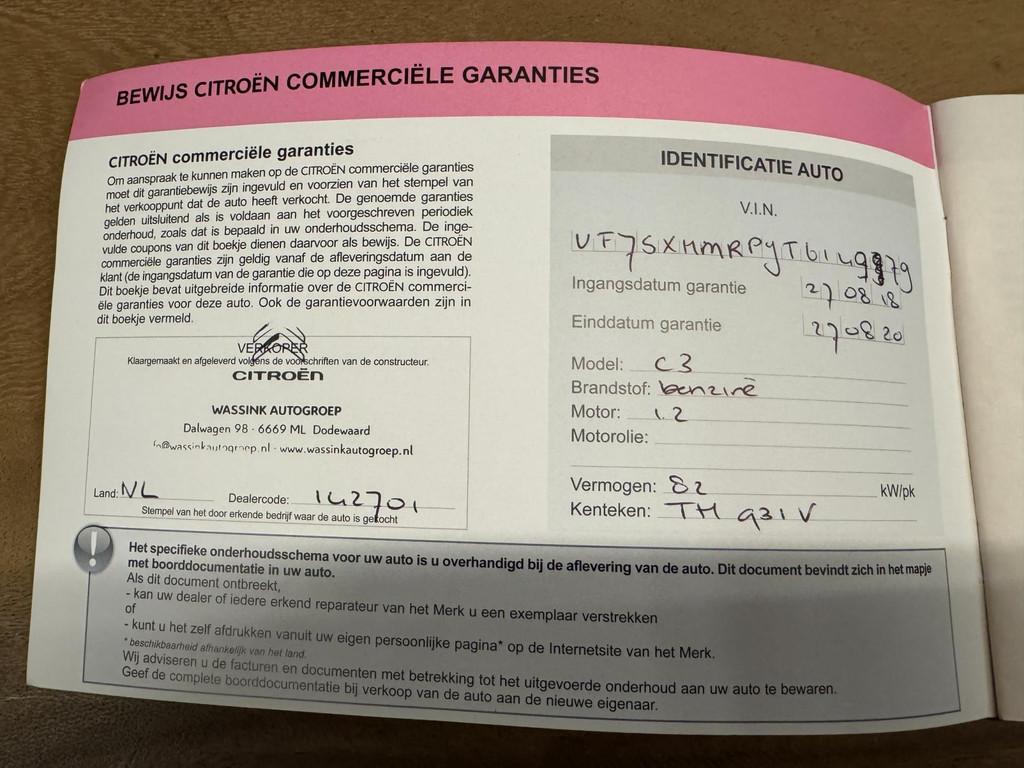 BEWIJS CITROËN COMMERCIËLE GARANTIES
CITROËN commerciële garanties
Om aanspraak te kunnen maken op de CITROËN commerciële garanties
moet dit garantiebewijs zijn ingevuld en voorzien van het stempel van
het verkooppunt dat de auto heeft verkocht. De genoemde garanties
gelden uitsluitend als is voldaan aan het voorgeschreven periodiek
onderhoud, zoals dat is bepaald in uw onderhoudsschema. De inge-
vulde coupons van dit boekje dienen daarvoor als bewijs. De CITROËN
commerciële garanties zijn geldig vanaf de afleveringsdatum aan de
klant (de ingangsdatum van de garantie die op deze pagina is ingevuld).
Dit boekje bevat uitgebreide informatie over de CITROËN commerci-
ële garanties voor deze auto. Ook de garantievoorwaarden zijn in
dit boekje vermeld.
VERKOPER
Klaargemaakt en afgeleverd volgens de voorschriften van de constructeur.
CITROËN
WASSINK AUTOGROEP
Dalwagen 98 - 6669 ML Dodewaard
info@wassinkautogroep.nl - www.wassinkautogroep.nl
Land: NL Dealercode: 142701
Stempel van het door erkende bedrijf waar de auto is gekocht
IDENTIFICATIE AUTO
V.I.N.
Ingangsdatum garantie 27 08 18
Einddatum garantie 27 08 20
Model: C3
Brandstof: benzine
Motor: 1.2
Motorolie:
Vermogen: 82 kW/pk
Kenteken: TH 931 V
Het specifieke onderhoudsschema voor uw auto is u overhandigd bij de aflevering van de auto. Dit document bevindt zich in het mapje
met boorddocumentatie in uw auto.
Als dit document ontbreekt,
- kan uw dealer of iedere erkend reparateur van het Merk u een exemplaar verstrekken
of
- kunt u het zelf afdrukken vanuit uw eigen persoonlijke pagina* op de Internetsite van het Merk.
* beschikbaarheid afhankelijk van het land.
Wij adviseren u de facturen en documenten met betrekking tot het uitgevoerde onderhoud aan uw auto te bewaren.
Geef de complete boorddocumentatie bij verkoop van de auto aan de nieuwe eigenaar.